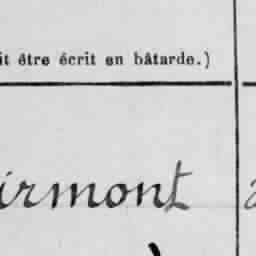 it être écrit en bâtarde.)
irmont